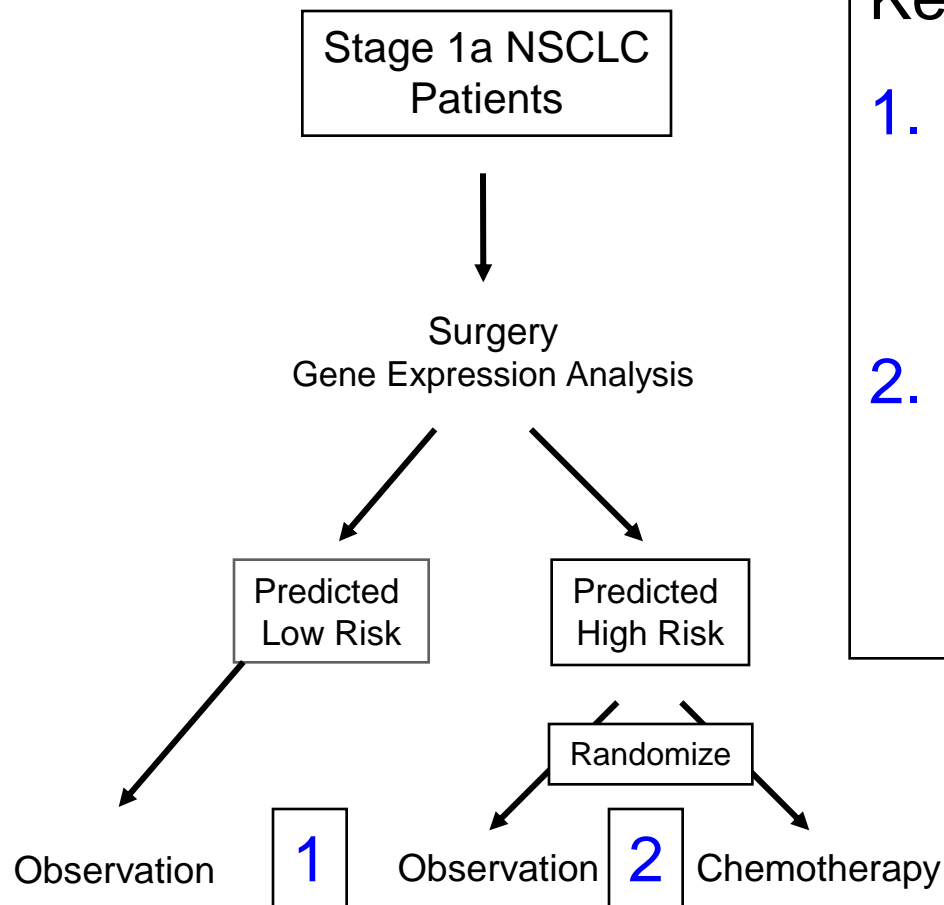 Stage 1a NSCLC
Patients
Surgery
Gene Expression Analysis
Predicted
Low Risk
Predicted
High Risk
Randomize
Observation
1
Observation
2
Chemotherapy
1.
2.